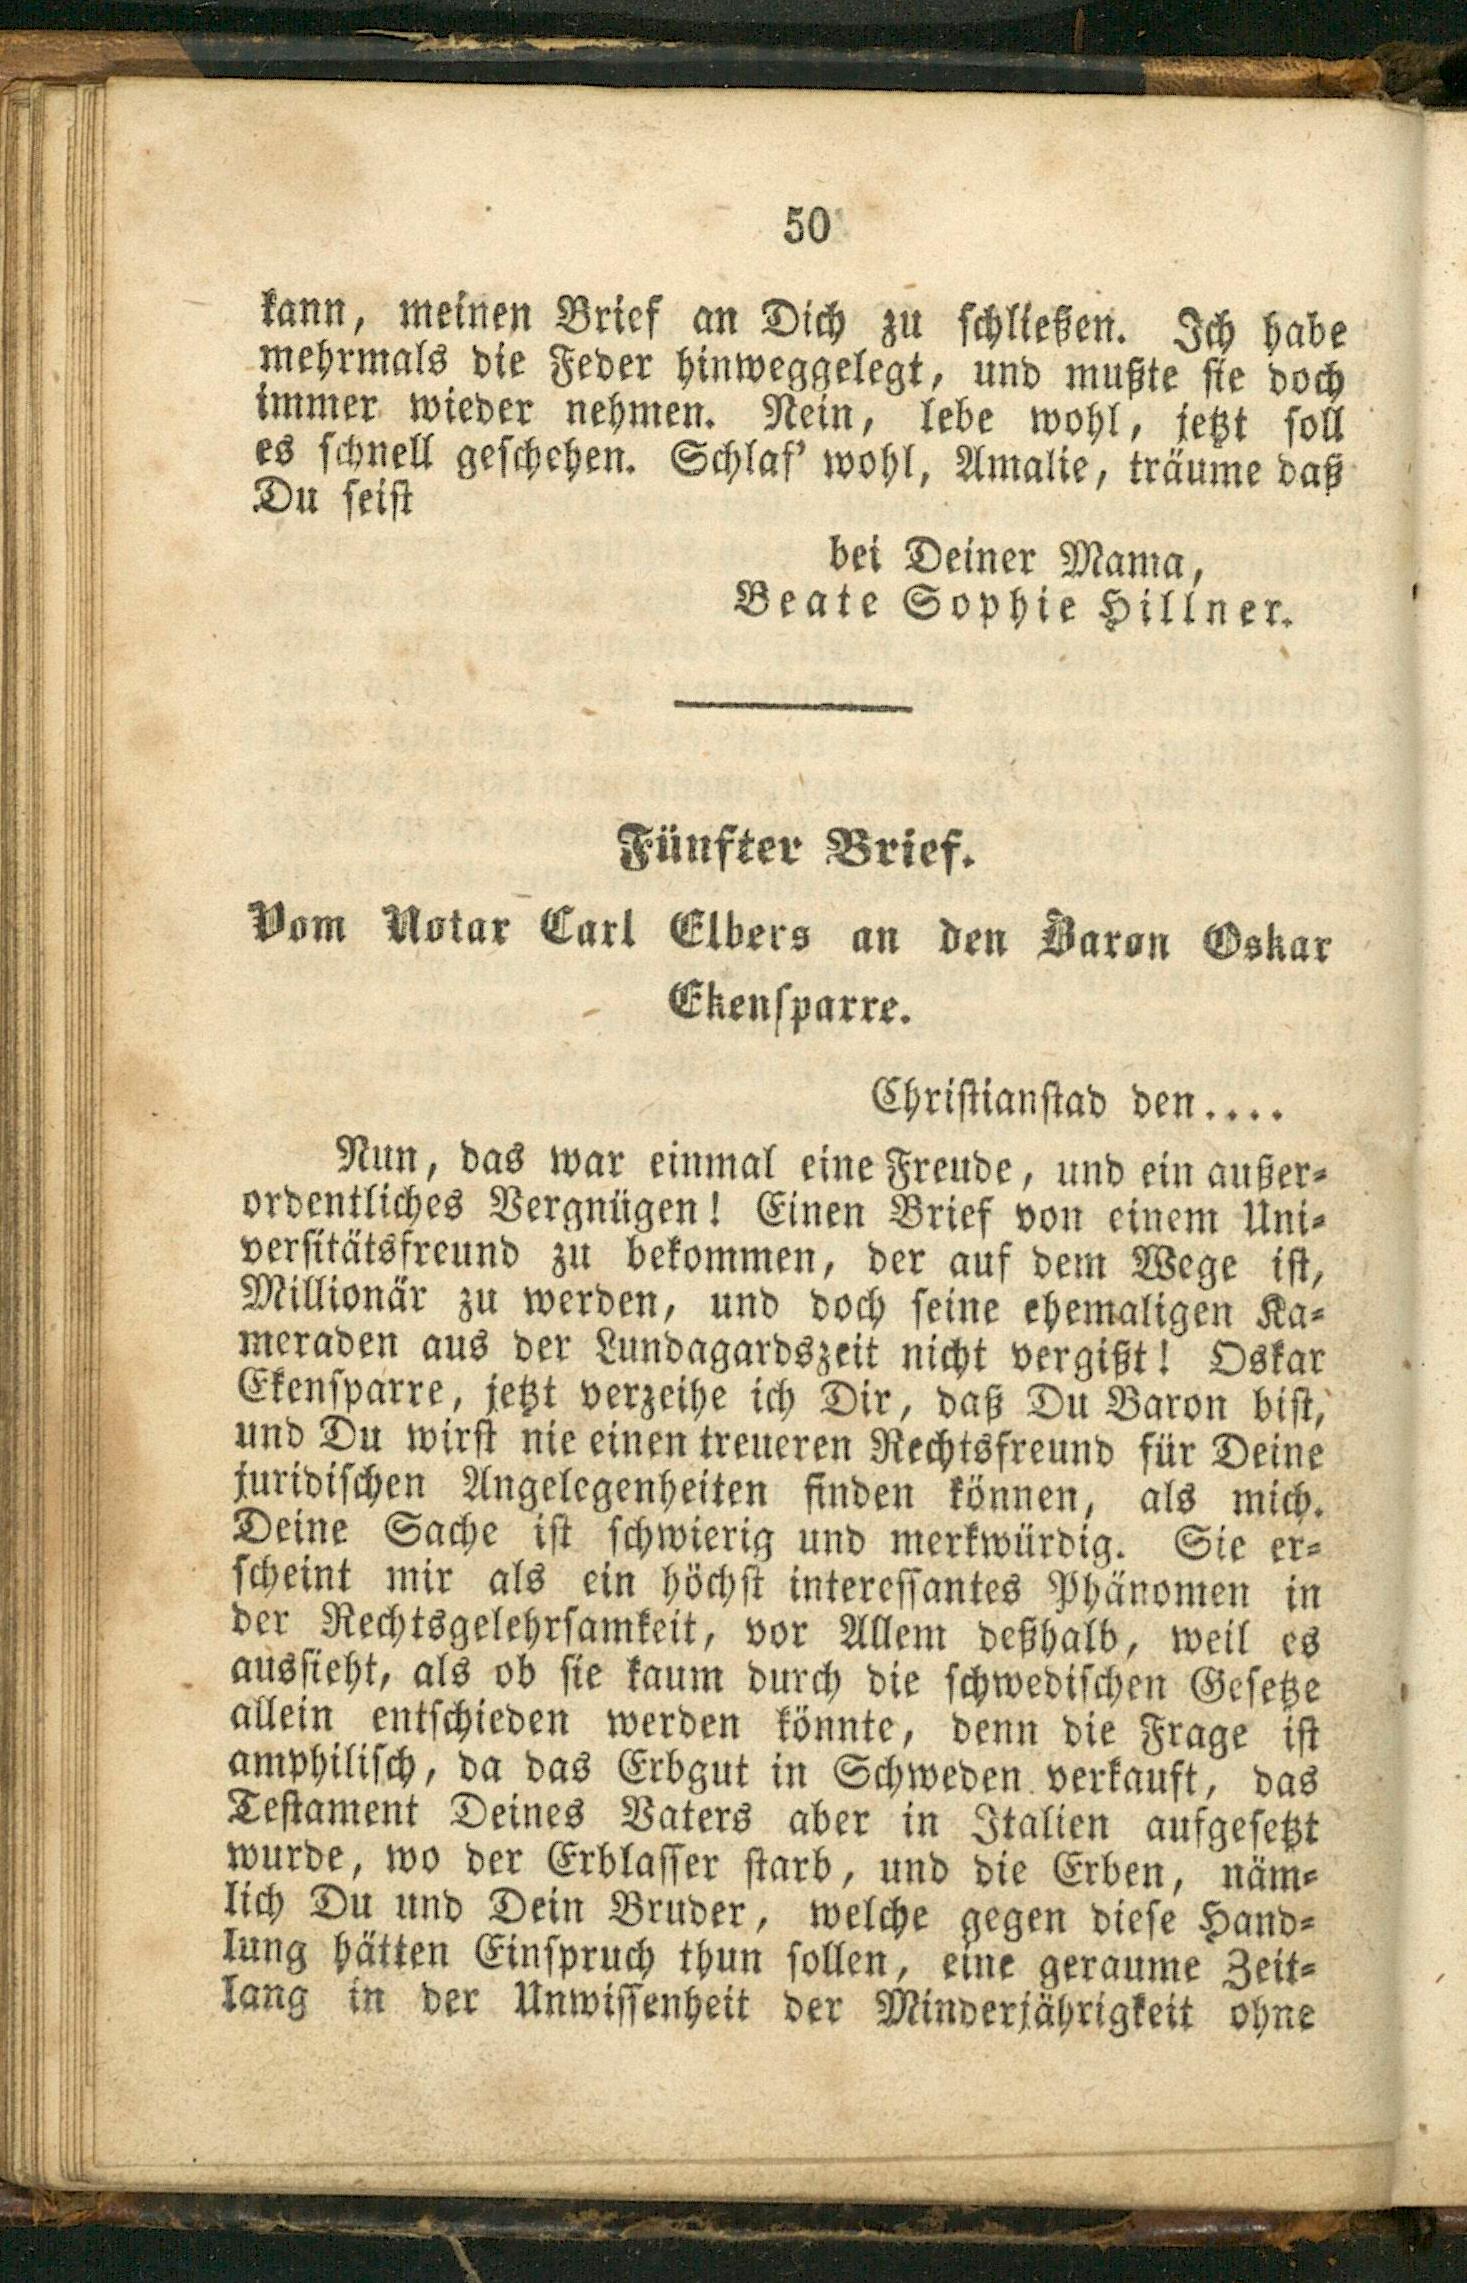 50
kann, meinen Brief an Dich zu schließen. Ich habe
mehrmals die Feder hinweggelegt, und mußte sie doch
immer wieder nehmen. Nein, lebe wohl, jetzt soll
es schnell geschehen. Schlaf' wohl, Amalie, träume daß
Du seist
bei Deiner Mama,
Beate Sophie Hillner.
Fünfter Brief.
Vom Notar Carl Elbers an den Baron Oskar
Ekensparre.
Christianstad den....
Nun, das war einmal eine Freude, und ein außer-
ordentliches Vergnügen! Einen Brief von einem Uni-
versitätsfreund zu bekommen, der auf dem Wege ist,
Millionär zu werden, und doch seine ehemaligen Ka-
meraden aus der Lundagardszeit nicht vergißt! Oskar
Ekensparre, jetzt verzeihe ich Dir, daß Du Baron bist,
und Du wirst nie einen treueren Rechtsfreund für Deine
juridischen Angelegenheiten finden können, als mich.
Deine Sache ist schwierig und merkwürdig. Sie er-
scheint mir als ein höchst interessantes Phänomen in
der Rechtsgelehrsamkeit, vor Allem deßhalb, weil es
aussieht, als ob sie kaum durch die schwedischen Gesetze
allein entschieden werden könnte, denn die Frage ist
amphilisch, da das Erbgut in Schweden verkauft, das
Testament Deines Vaters aber in Italien aufgesetzt
wurde, wo der Erblasser starb, und die Erben, näm-
lich Du und Dein Bruder, welche gegen diese Hand-
lung hätten Einspruch thun sollen, eine geraume Zeit-
lang in der Unwissenheit der Minderjährigkeit ohne